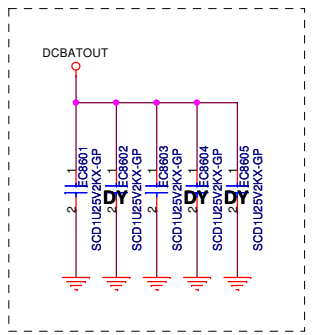 DCBATOUT
1
2
EC8601
SCD1U25V2KX-GP
1
2
DY
EC8602
SCD1U25V2KX-GP
1
2
EC8603
SCD1U25V2KX-GP
1
2
DY
EC8604
SCD1U25V2KX-GP
1
2
DY
EC8605
SCD1U25V2KX-GP